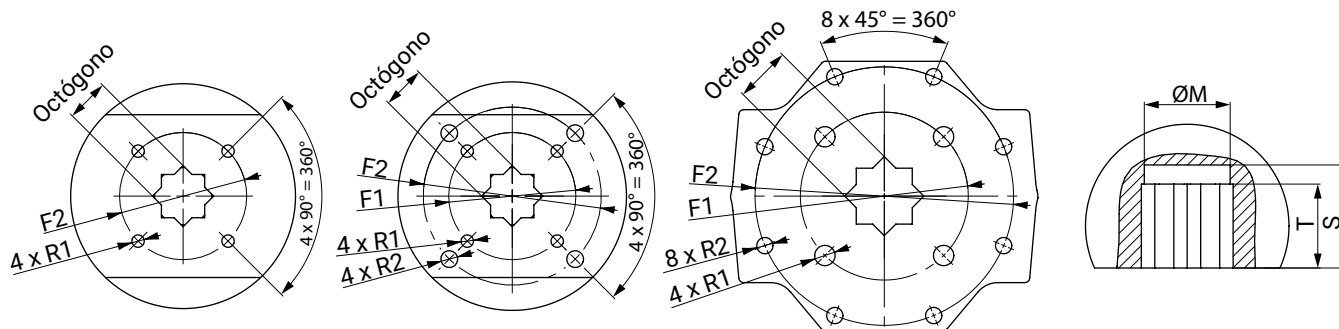 Octógono
F2
4 x R1
4 x 90° = 360°
Octógono
F2
F1
4 x R1
4 x R2
4 x 90° = 360°
8 x 45° = 360°
Octógono
F2
F1
8 x R2
4 x R1
ØM
T
S